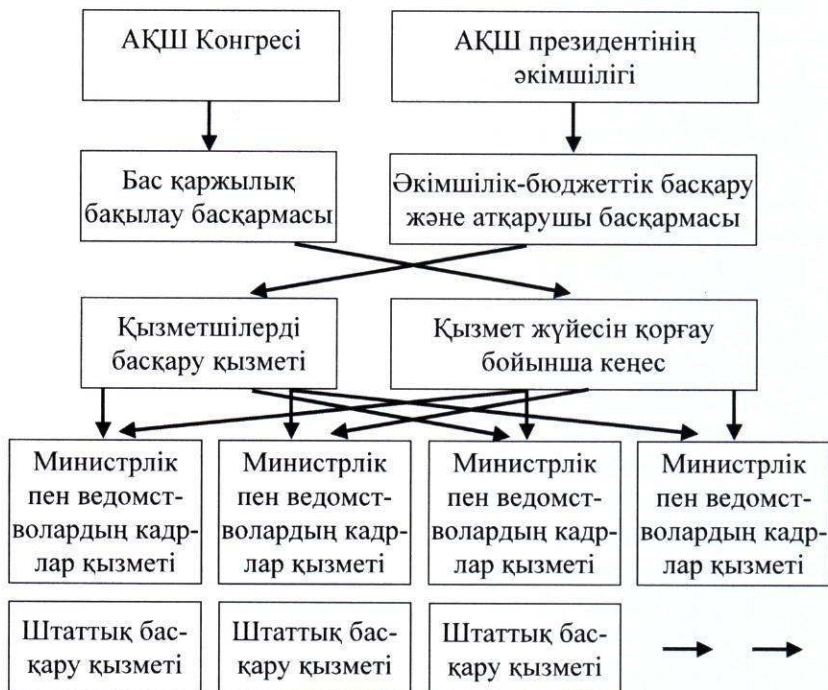 АҚШ Конгресі
АҚШ президентінің
әкімшілігі
Бас қаржылық
бақылау басқармасы
Әкімшілік-бюджеттік басқару
және атқарушы басқармасы
Қызметшілерді
басқару қызметі
Қызмет жүйесін қорғау
бойынша кеңес
Министрлік
пен ведомст-
волардың кадр-
лар қызметі
Министрлік
пен ведомст-
волардың кадр-
лар қызметі
Министрлік
пен ведомст-
волардың кадр-
лар қызметі
Министрлік
пен ведомст-
волардың кадр-
лар қызметі
Штаттық бас-
қару қызметі
Штаттық бас-
қару қызметі
Штаттық бас-
қару қызметі